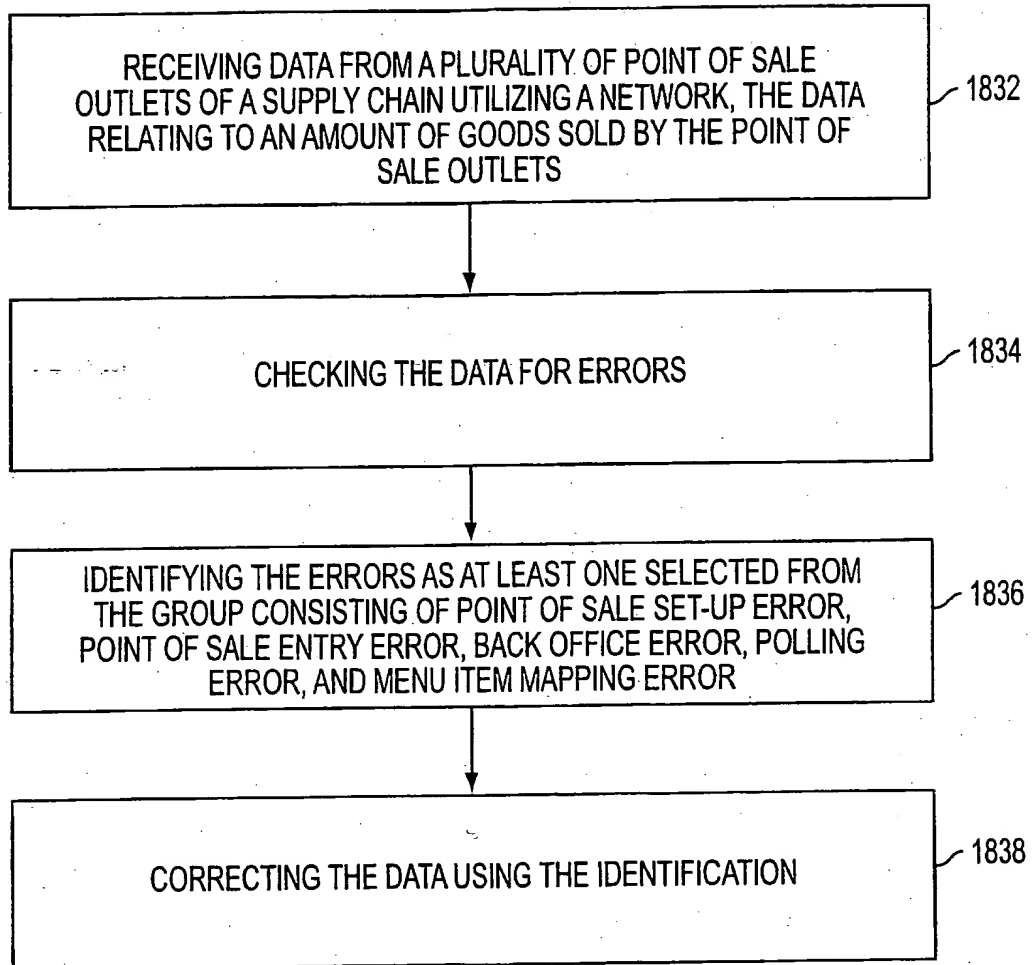 RECEIVING DATA FROM A PLURALITY OF POINT OF SALE
OUTLETS OF A SUPPLY CHAIN UTILIZING A NETWORK, THE DATA
RELATING TO AN AMOUNT OF GOODS SOLD BY THE POINT OF
SALE OUTLETS
1832
CHECKING THE DATA FOR ERRORS
1834
IDENTIFYING THE ERRORS AS AT LEAST ONE SELECTED FROM
THE GROUP CONSISTING OF POINT OF SALE SET-UP ERROR,
POINT OF SALE ENTRY ERROR, BACK OFFICE ERROR, POLLING
ERROR, AND MENU ITEM MAPPING ERROR
1836
CORRECTING THE DATA USING THE IDENTIFICATION
1838